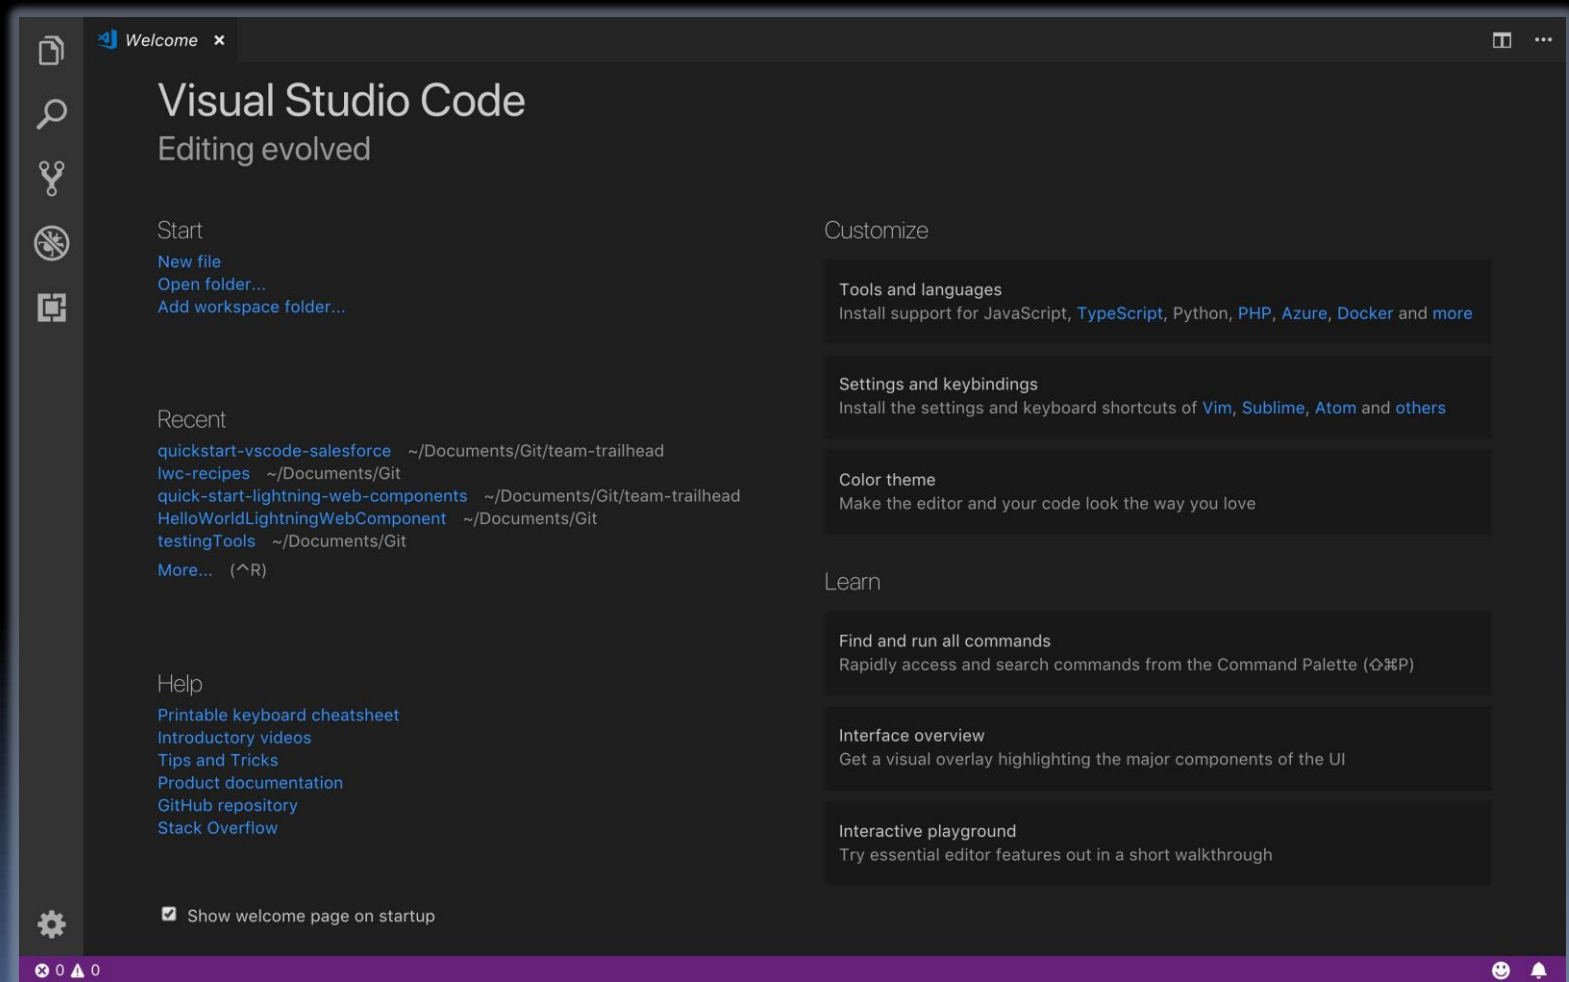 Welcome ×
Visual Studio Code
Editing evolved
Start
New file
Open folder...
Add workspace folder...
Recent
quickstart-vscode-salesforce ~/Documents/Git/team-trailhead
lwc-recipes ~/Documents/Git
quick-start-lightning-web-components ~/Documents/Git/team-trailhead
HelloWorldLightningWebComponent ~/Documents/Git
testingTools ~/Documents/Git
More... (^R)
Help
Printable keyboard cheatsheet
Introductory videos
Tips and Tricks
Product documentation
GitHub repository
Stack Overflow
Show welcome page on startup
Customize
Tools and languages
Install support for JavaScript, TypeScript, Python, PHP, Azure, Docker and more
Settings and keybindings
Install the settings and keyboard shortcuts of Vim, Sublime, Atom and others
Color theme
Make the editor and your code look the way you love
Learn
Find and run all commands
Rapidly access and search commands from the Command Palette (⇧⌘P)
Interface overview
Get a visual overlay highlighting the major components of the UI
Interactive playground
Try essential editor features out in a short walkthrough
0 0